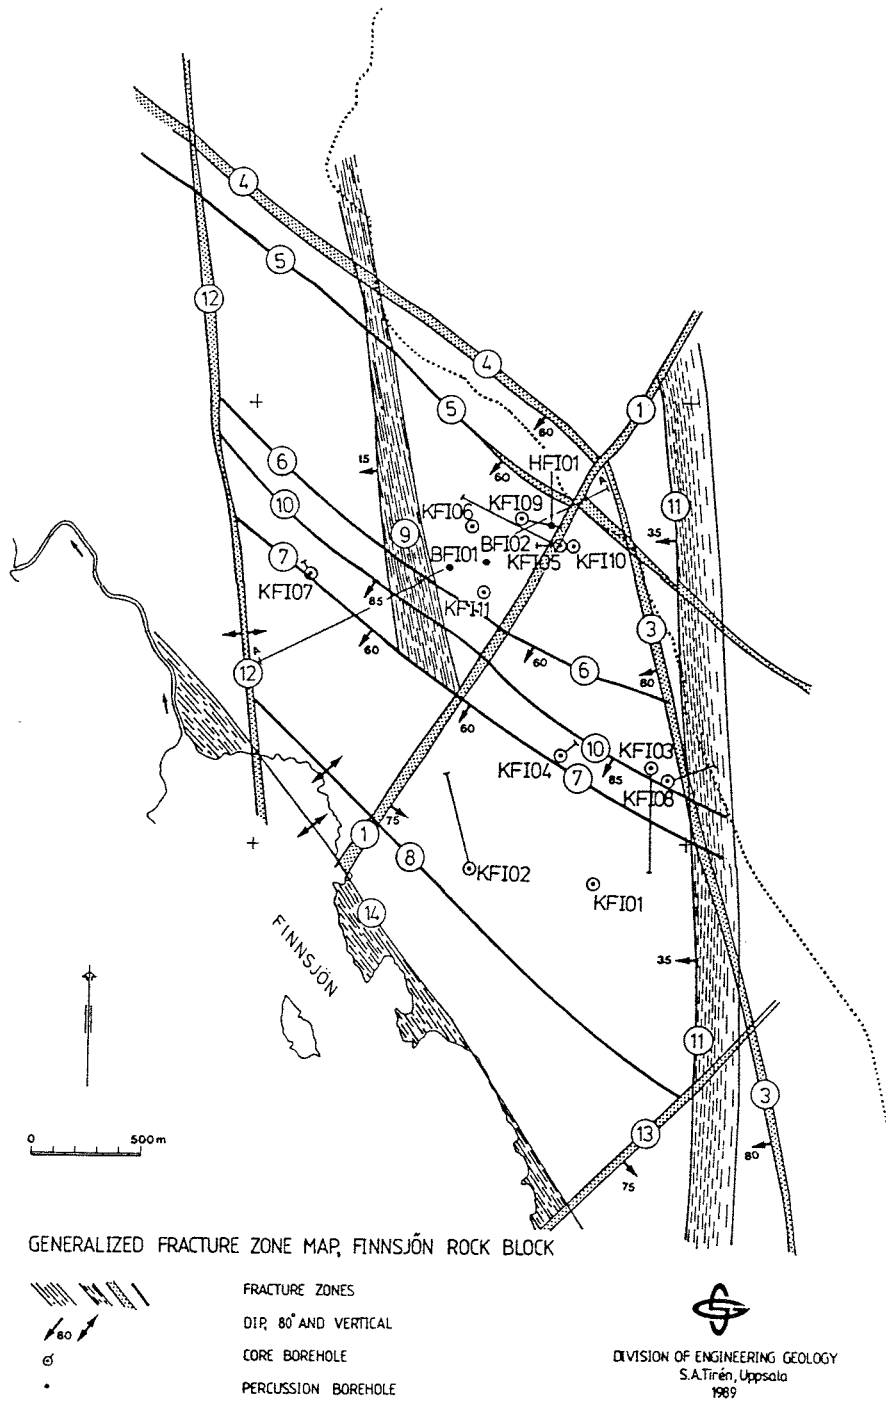 4
5
12
4
1
5
60
HFI01
6
15
60
A
10
KFI06
KFI09
11
9
35
7
BFI01
BFI02
KFI05
KFI10
KFI07
85
KFI11
3
60
60
A
12
6
80
60
10
KFI03
KFI04
7
85
KFI08
75
1
8
KFI02
KFI01
14
FINNSJÖN
35
11
3
0
500m
13
80
75
GENERALIZED FRACTURE ZONE MAP, FINNSJÖN ROCK BLOCK
FRACTURE ZONES
80
DIP, 80° AND VERTICAL
CORE BOREHOLE
PERCUSSION BOREHOLE
DIVISION OF ENGINEERING GEOLOGY
S.A.Tirén, Uppsala
1989